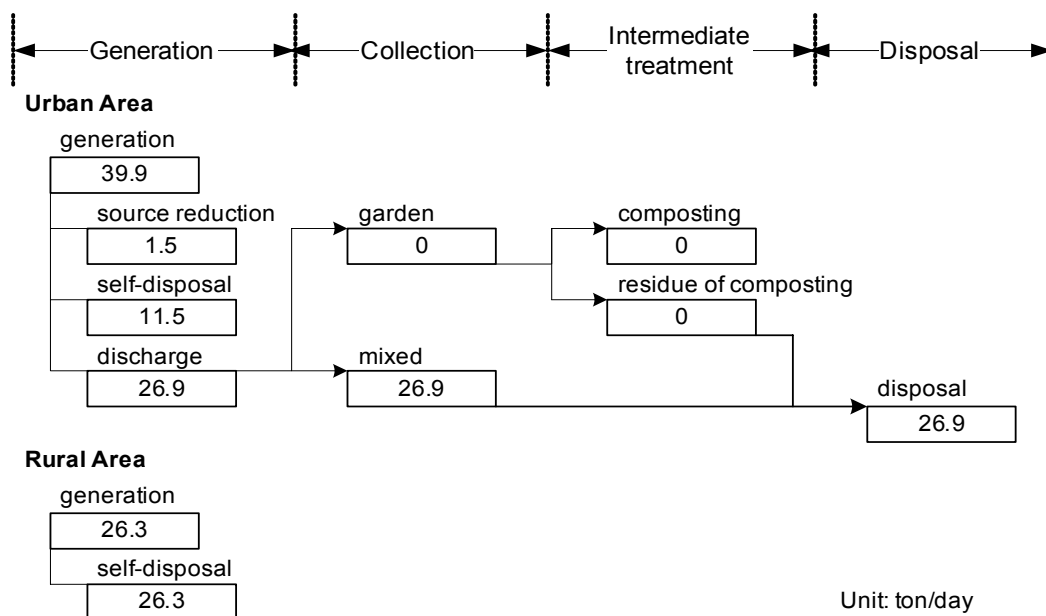 Generation
Collection
Intermediate
treatment
Disposal
Urban Area
generation
39.9
source reduction
1.5
self-disposal
11.5
discharge
26.9
garden
0
mixed
26.9
composting
0
residue of composting
0
disposal
26.9
Rural Area
generation
26.3
self-disposal
26.3
Unit: ton/day